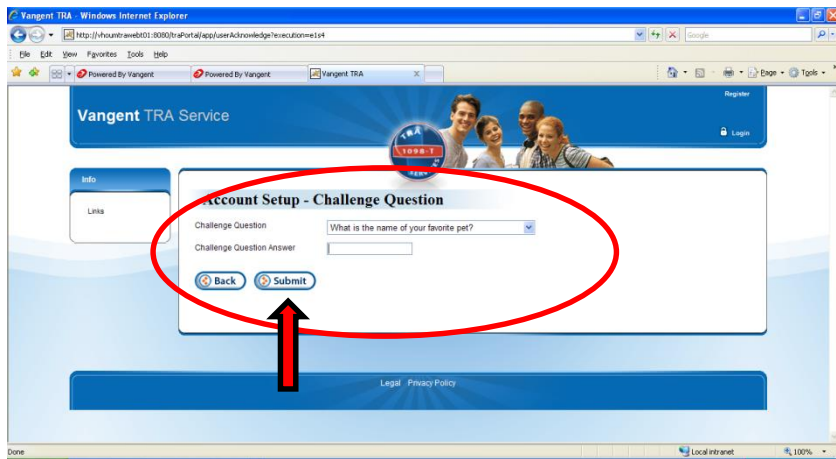 Vangent TRA - Windows Internet Explorer
http://vhoumtrawebt01:8080/traPortal/app/userAcknowledge?execution=e1s4
Google
File Edit View Favorites Tools Help
Powered By Vangent Powered By Vangent Vangent TRA X Page Tools
Register
Vangent TRA Service
Login
TRA
1098-T
SERVICE
Info
Links
Account Setup - Challenge Question
Challenge Question What is the name of your favorite pet?
Challenge Question Answer
Back Submit
Legal Privacy Policy
Done Local intranet 100%